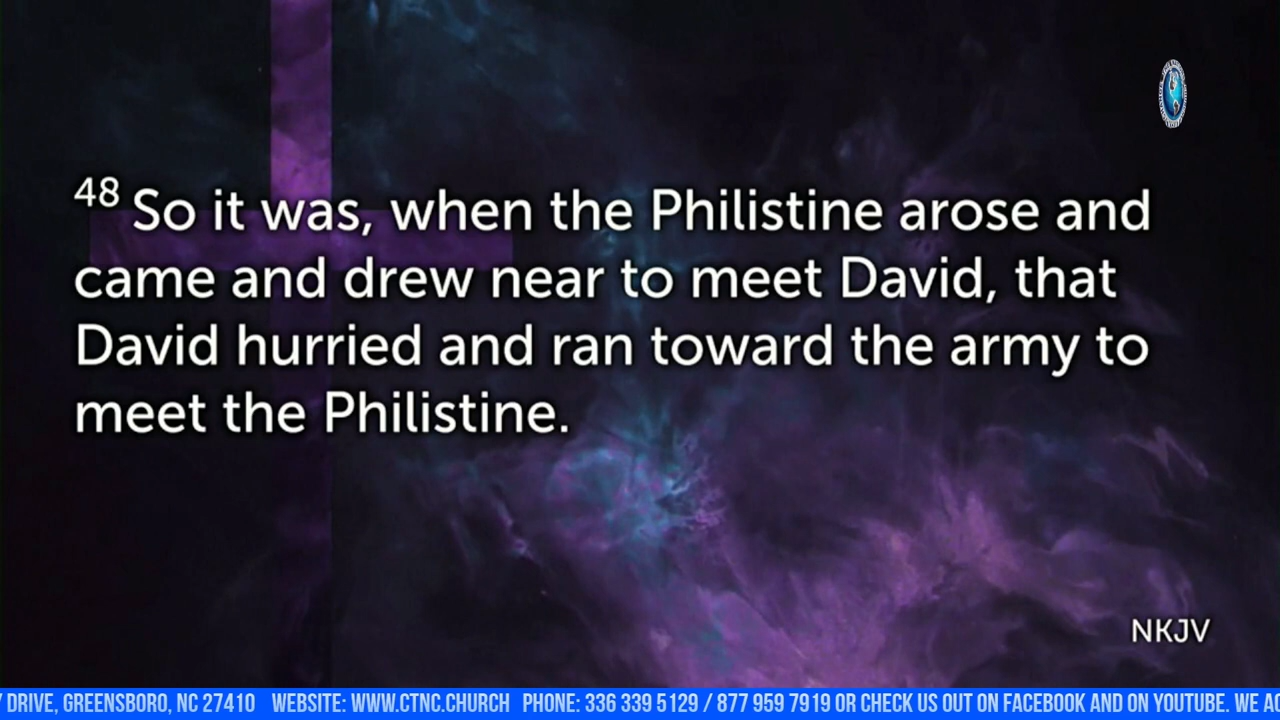 48 So it was, when the Philistine arose and
came and drew near to meet David, that
David hurried and ran toward the army to
meet the Philistine.
NKJV
DRIVE, GREENSBORO, NC 27410 WEBSITE: WWW.CTNC.CHURCH PHONE: 336 339 5129 / 877 959 7919 OR CHECK US OUT ON FACEBOOK AND ON YOUTUBE. WE